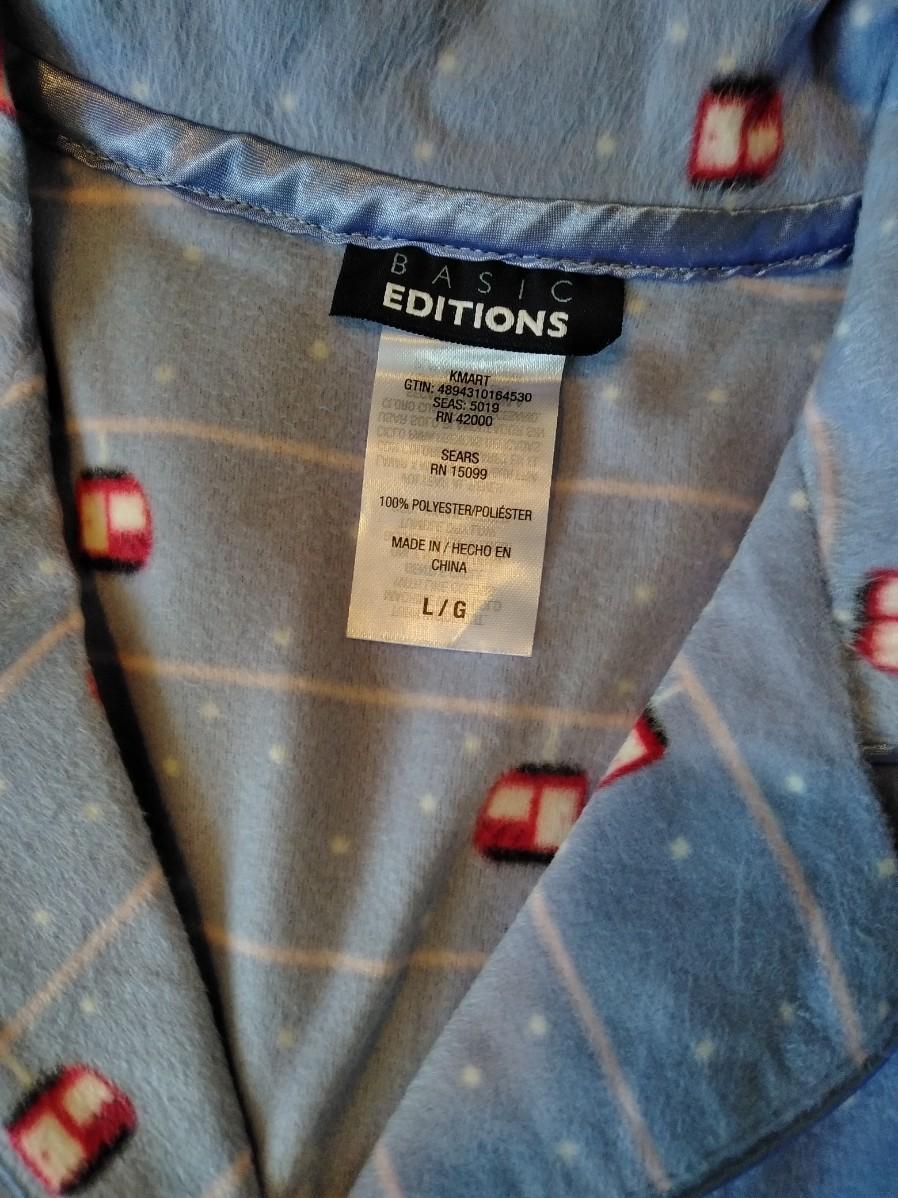 BASIC
EDITIONS
KMART
GTIN: 4894310164530
SEAS: 5019
RN 42000
SEARS
RN 15099
100% POLYESTER/POLIÉSTER
MADE IN / HECHO EN
CHINA
L / G